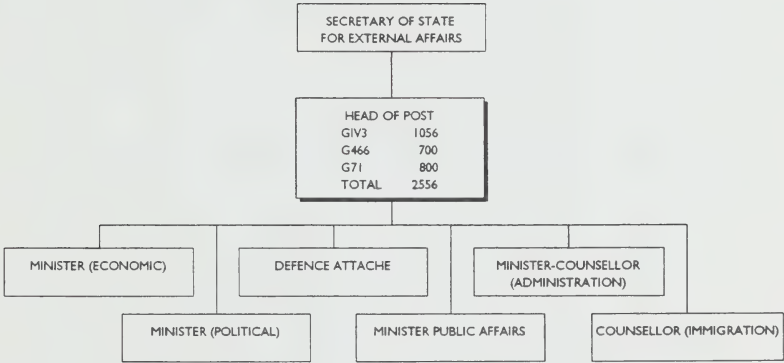 SECRETARY OF STATE
FOR EXTERNAL AFFAIRS
HEAD OF POST
GIV3 1056
G466 700
G71 800
TOTAL 2556
MINISTER (ECONOMIC)
DEFENCE ATTACHE
MINISTER-COUNSELLOR
(ADMINISTRATION)
MINISTER (POLITICAL)
MINISTER PUBLIC AFFAIRS
COUNSELLOR (IMMIGRATION)